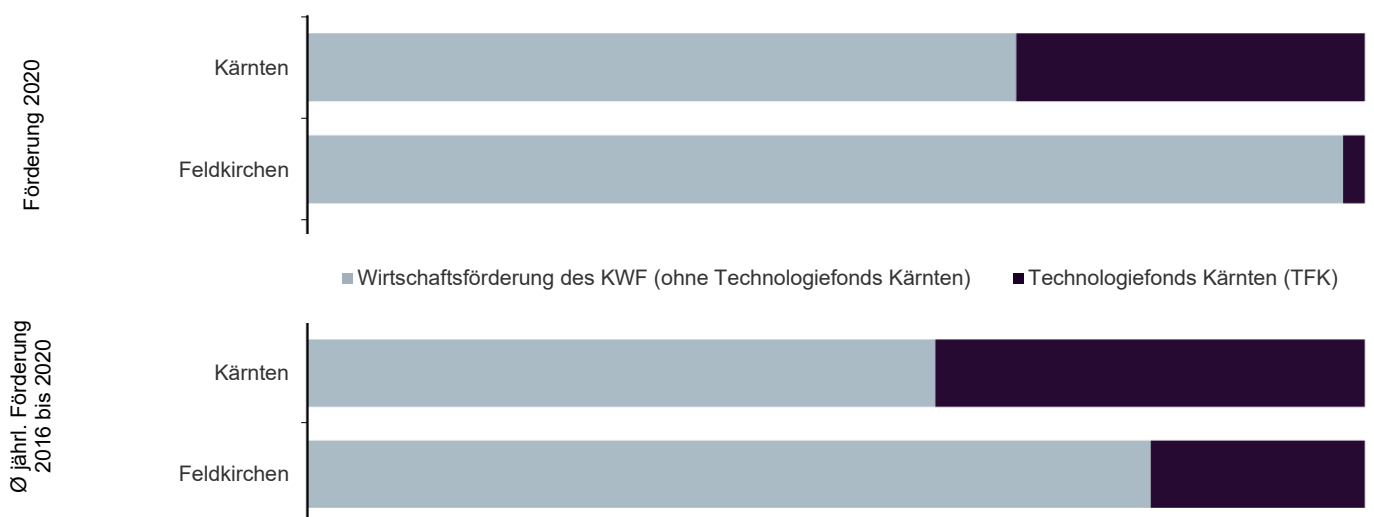 Förderung 2020
Kärnten
Feldkirchen
Wirtschaftsförderung des KWF (ohne Technologiefonds Kärnten)
Technologiefonds Kärnten (TFK)
Ø jährl. Förderung
2016 bis 2020
Kärnten
Feldkirchen